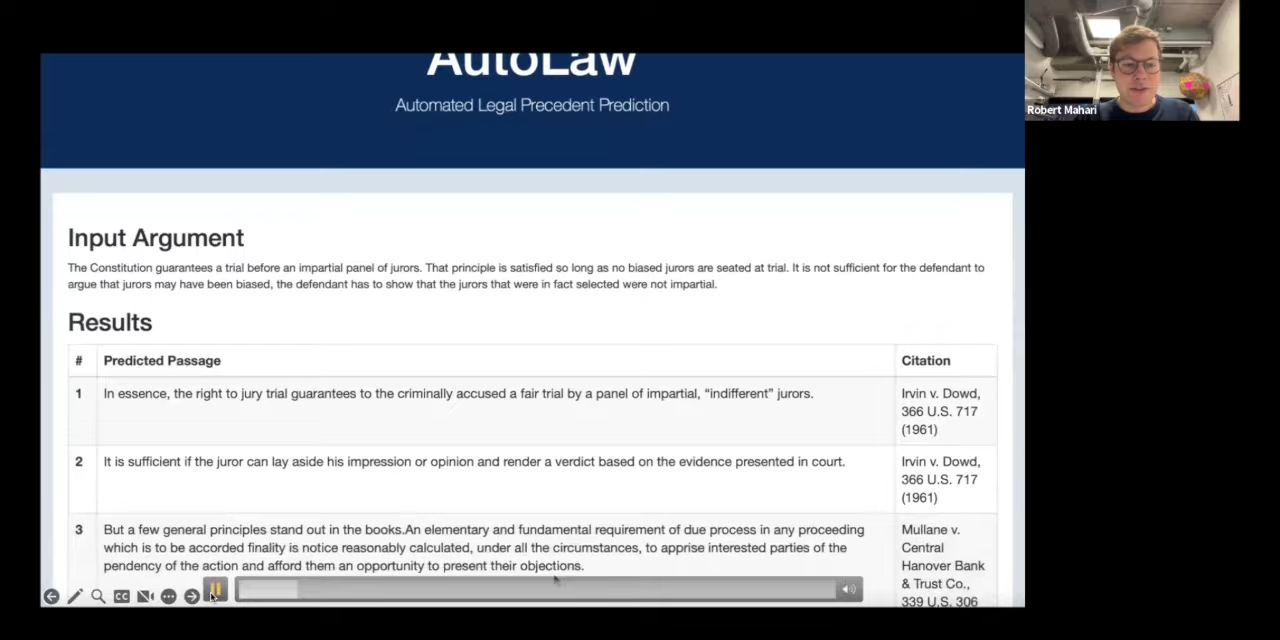 AutoLaw
Automated Legal Precedent Prediction
Robert Mahari
Input Argument
The Constitution guarantees a trial before an impartial panel of jurors. That principle is satisfied so long as no biased jurors are seated at trial. It is not sufficient for the defendant to
argue that jurors may have been biased, the defendant has to show that the jurors that were in fact selected were not impartial.
Results
# Predicted Passage Citation
1 In essence, the right to jury trial guarantees to the criminally accused a fair trial by a panel of impartial, “indifferent” jurors. Irvin v. Dowd,
366 U.S. 717
(1961)
2 It is sufficient if the juror can lay aside his impression or opinion and render a verdict based on the evidence presented in court. Irvin v. Dowd,
366 U.S. 717
(1961)
3 But a few general principles stand out in the books.An elementary and fundamental requirement of due process in any proceeding
which is to be accorded finality is notice reasonably calculated, under all the circumstances, to apprise interested parties of the
pendency of the action and afford them an opportunity to present their objections.
Mullane v.
Central
Hanover Bank
& Trust Co.,
339 U.S. 306
CC